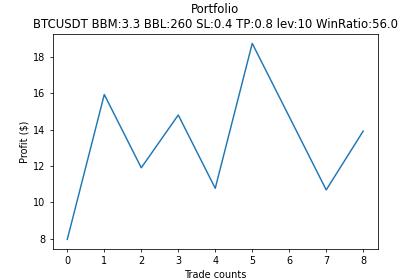 Portfolio
BTCUSDT BBM:3.3 BBL:260 SL:0.4 TP:0.8 lev:10 WinRatio:56.0
Profit ($)
18
16
14
12
10
8
0 1 2 3 4 5 6 7 8
Trade counts